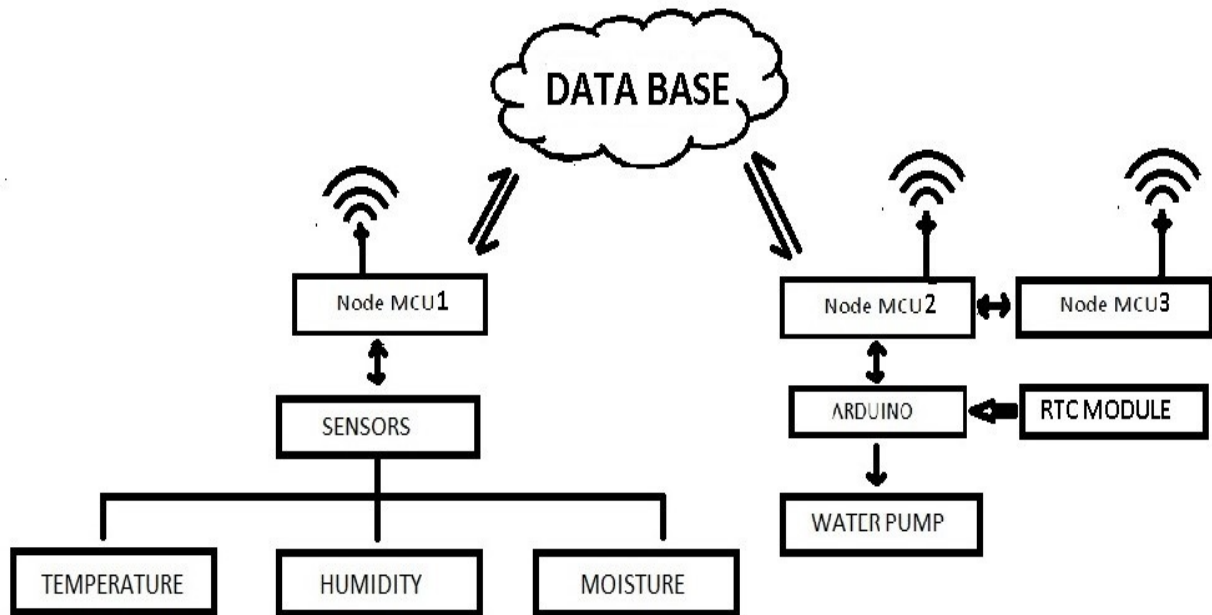 DATA BASE
Node MCU1
Node MCU2
Node MCU3
SENSORS
ARDUINO
RTC MODULE
WATER PUMP
TEMPERATURE
HUMIDITY
MOISTURE